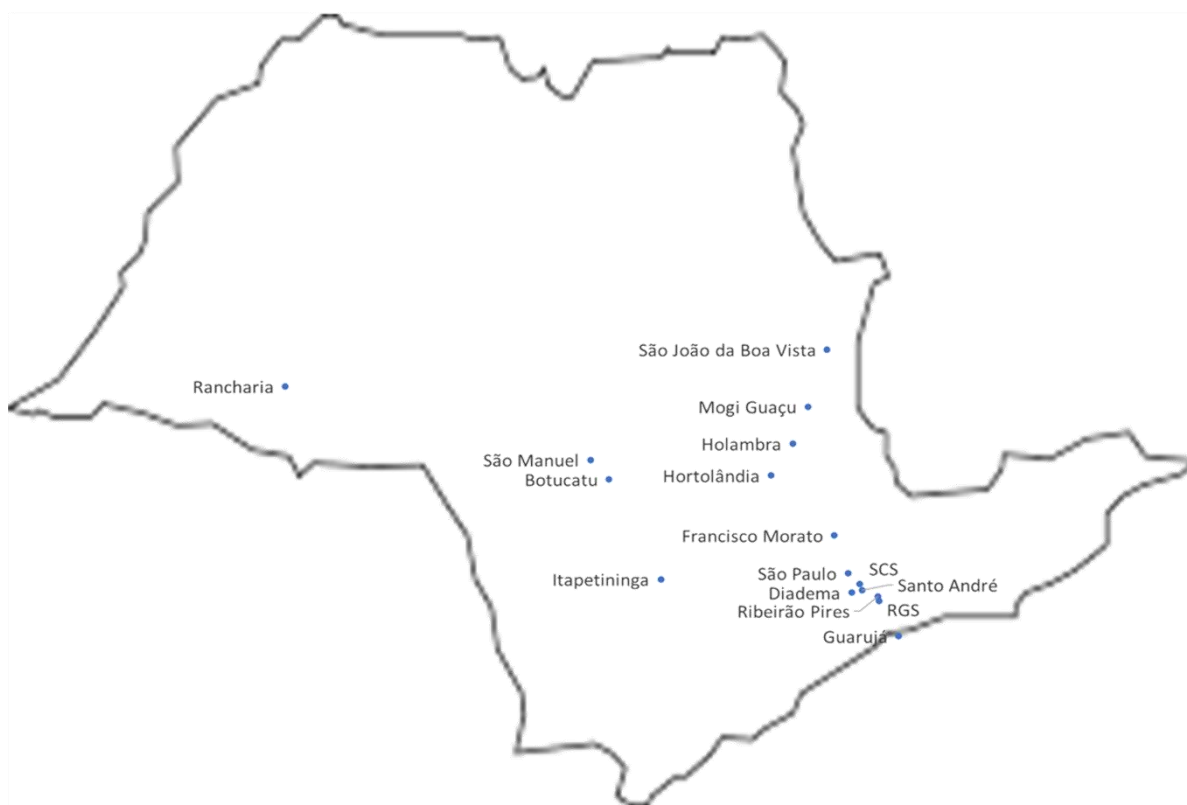 São João da Boa Vista
Rancharia
Mogi Guaçu
Holambra
São Manuel
Hortolândia
Botucatu
Francisco Morato
SCS
São Paulo
Itapetininga
Santo André
Diadema
Ribeirão Pires
RGS
Guarujá